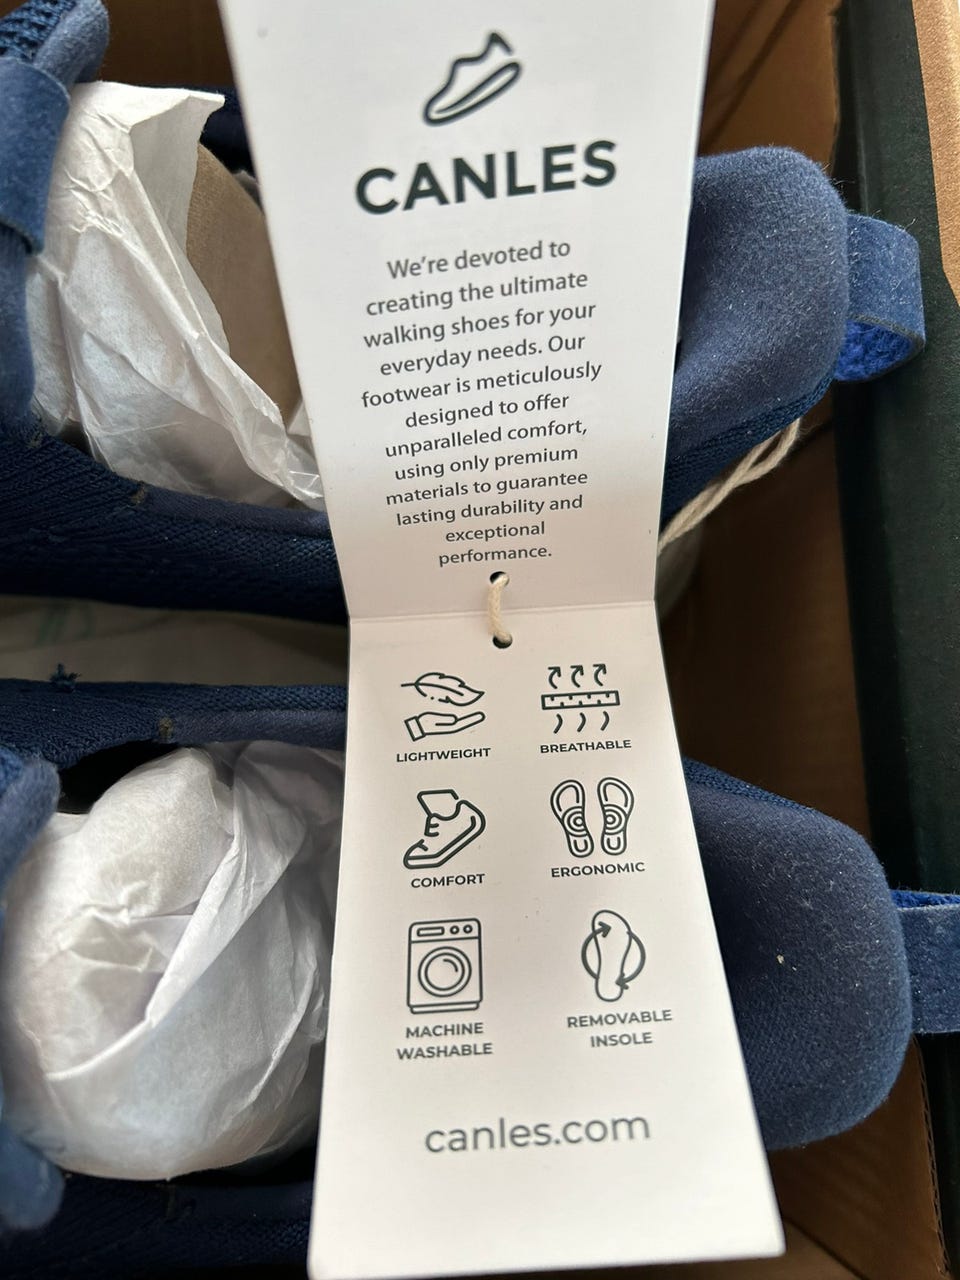 CANLES
We're devoted to
creating the ultimate
walking shoes for your
everyday needs. Our
footwear is meticulously
designed to offer
unparalleled comfort,
using only premium
materials to guarantee
lasting durability and
exceptional
performance.
LIGHTWEIGHT
BREATHABLE
COMFORT
ERGONOMIC
MACHINE
WASHABLE
REMOVABLE
INSOLE
canles.com